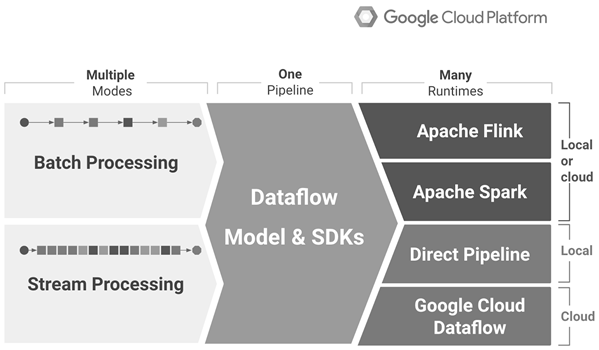 Google Cloud Platform
Multiple
Modes
One
Pipeline
Many
Runtimes
Batch Processing
Stream Processing
Dataflow
Model & SDKs
Apache Flink
Apache Spark
Direct Pipeline
Google Cloud
Dataflow
Local
or
cloud
Local
Cloud